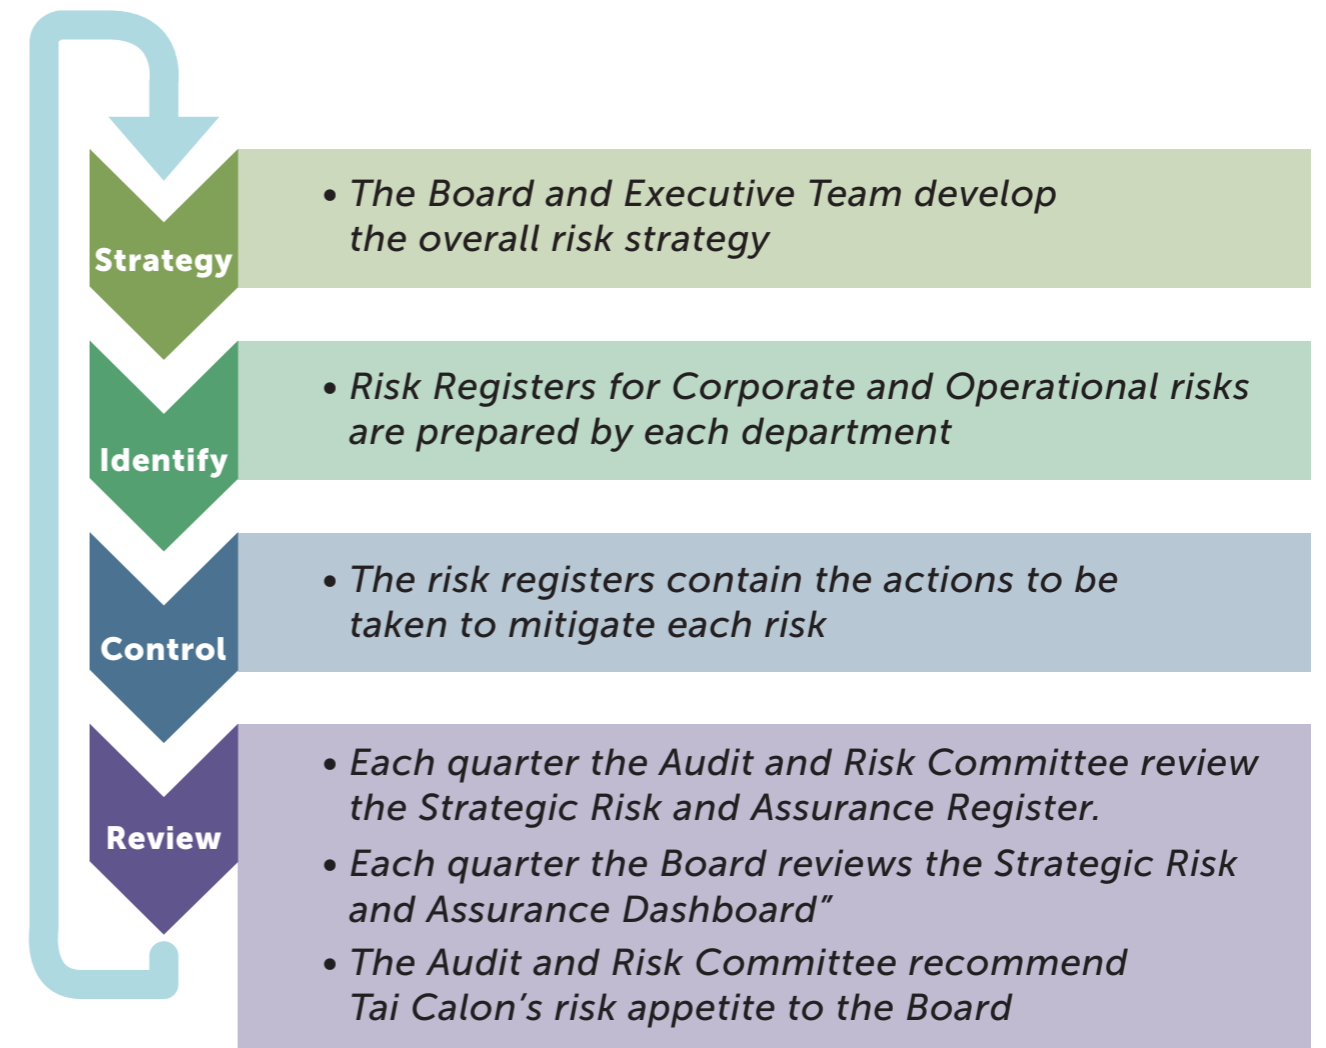 Strategy
• The Board and Executive Team develop
the overall risk strategy
Identify
• Risk Registers for Corporate and Operational risks
are prepared by each department
Control
• The risk registers contain the actions to be
taken to mitigate each risk
Review
• Each quarter the Audit and Risk Committee review
the Strategic Risk and Assurance Register.
• Each quarter the Board reviews the Strategic Risk
and Assurance Dashboard”
• The Audit and Risk Committee recommend
Tai Calon’s risk appetite to the Board